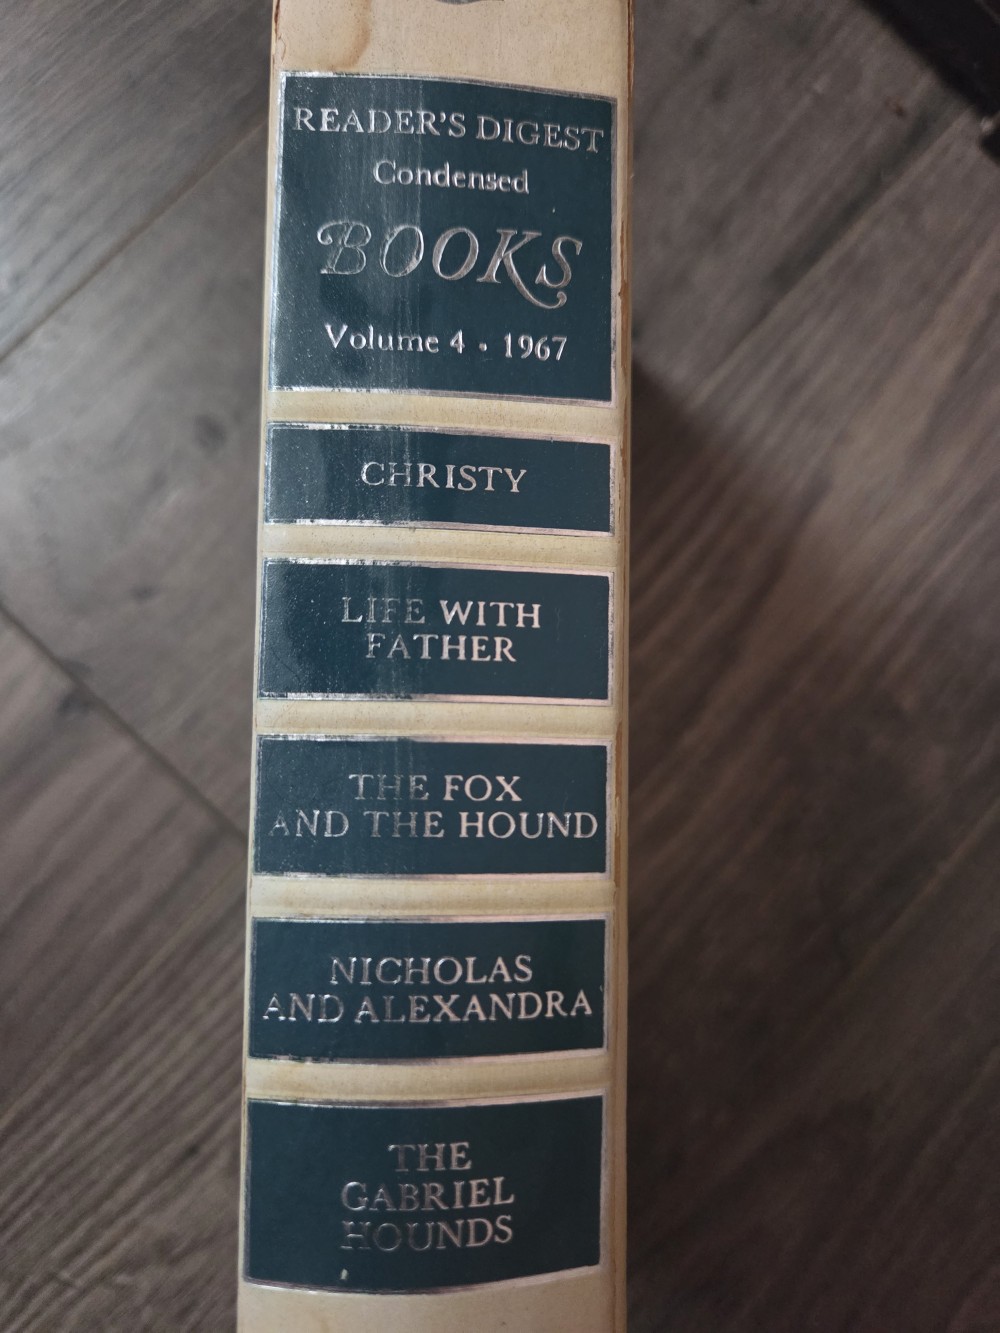 READER'S DIGEST
Condensed
BOOKS
Volume 4 • 1967
CHRISTY
LIFE WITH
FATHER
THE FOX
AND THE HOUND
NICHOLAS
AND ALEXANDRA
THE
GABRIEL
HOUNDS